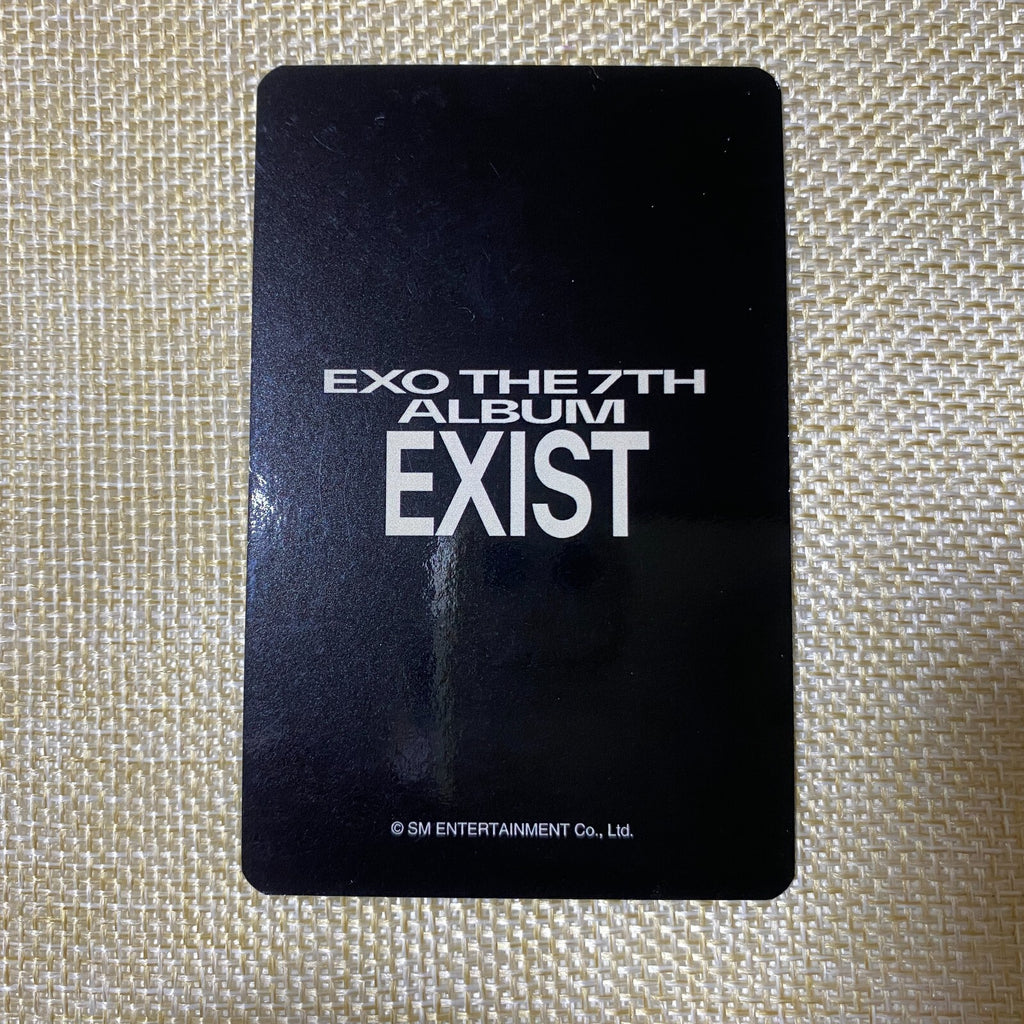 EXO THE 7TH
ALBUM
EXIST
© SM ENTERTAINMENT Co., Ltd.